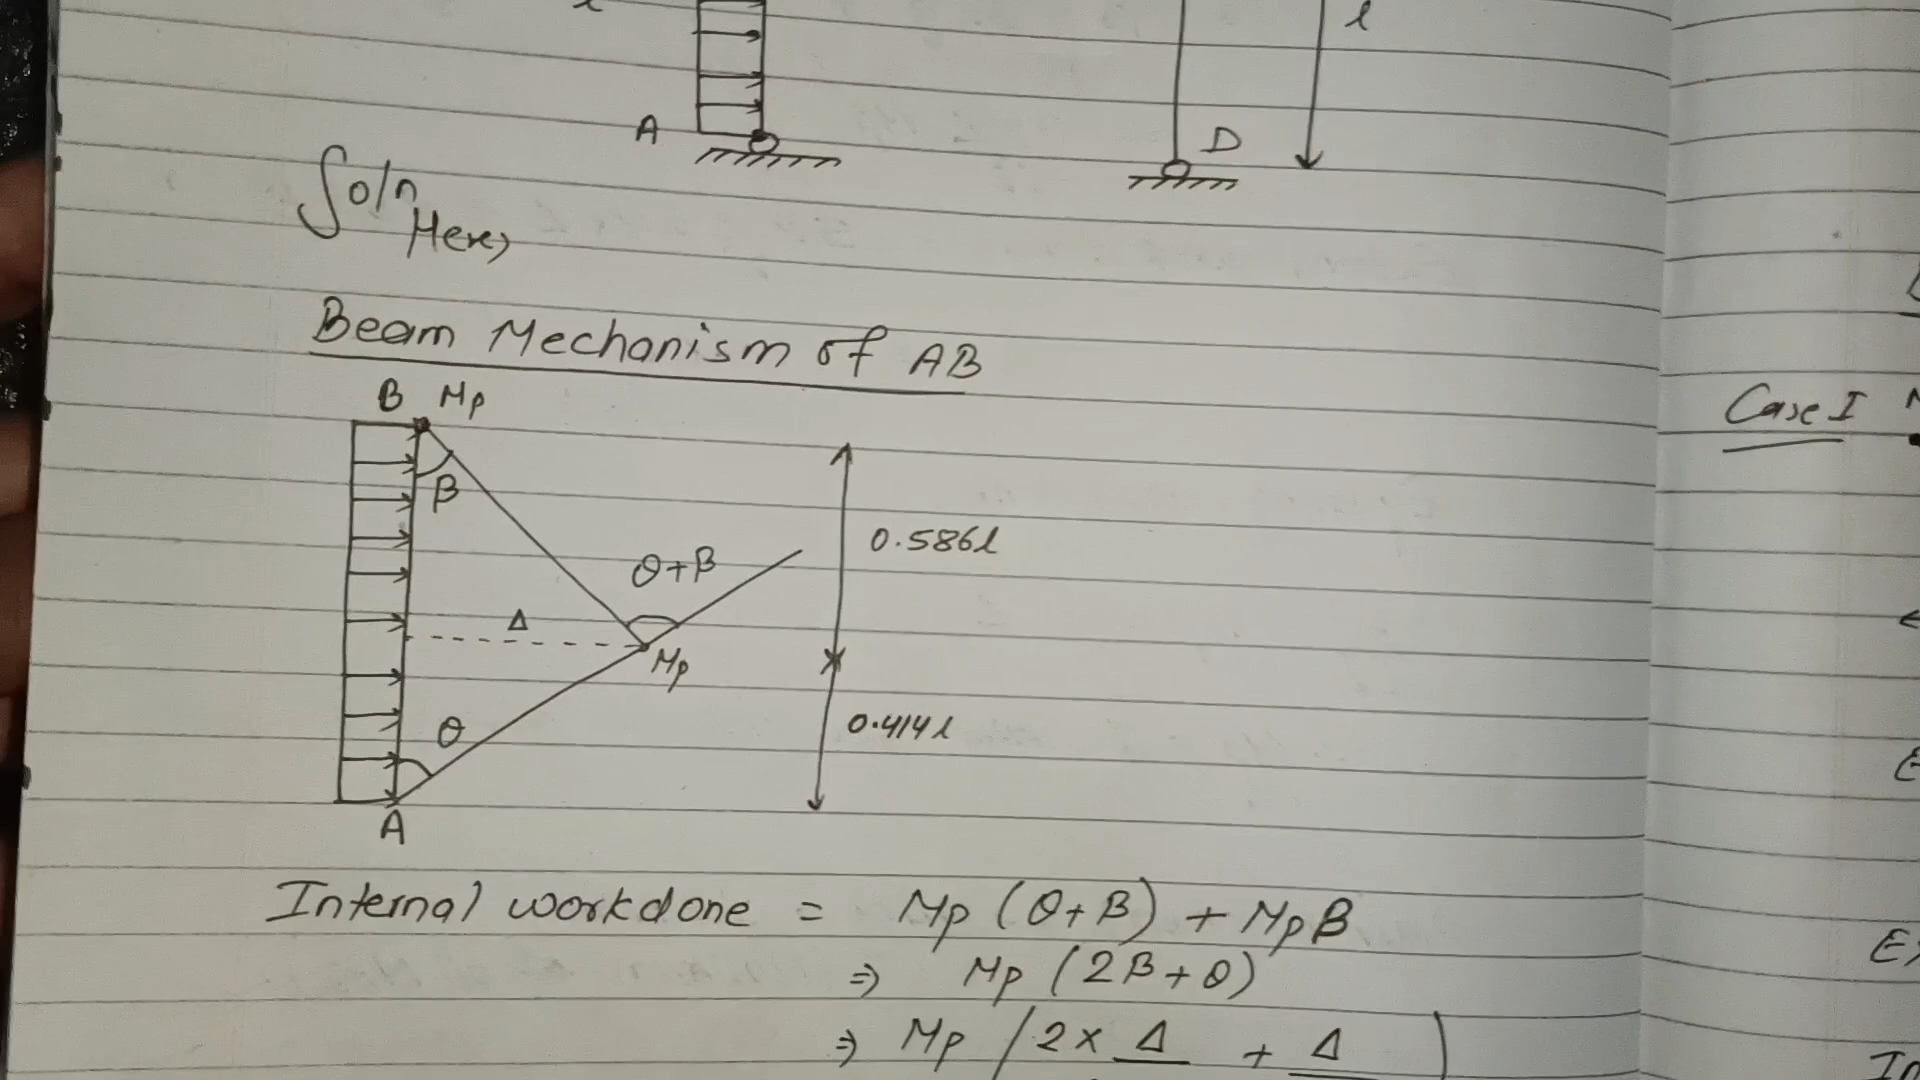 l
A
D
Soln
Here,
Beam Mechanism of AB
B Mp
β
0.586l
θ+β
Δ
Mp
θ
0.414l
A
Internal workdone = Mp (θ+β) + Mpβ
⇒ Mp (2β+θ)
⇒ Mp (2× Δ + Δ )
Case I